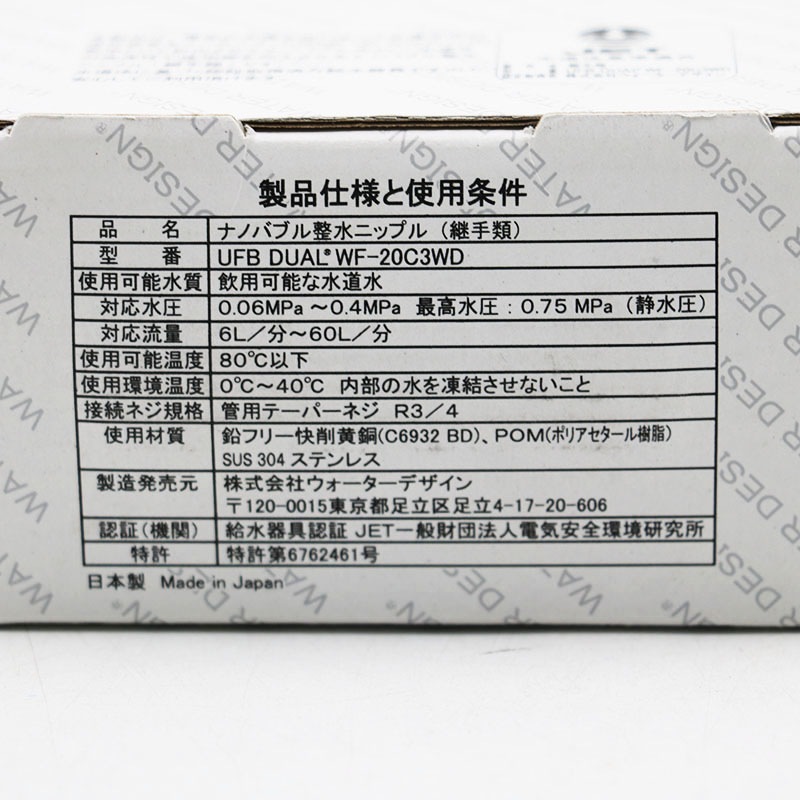 製品仕様と使用条件
品 名 ナノバブル整水ニップル（継手類）
型 番 UFB DUAL® WF-20C3WD
使用可能水質 飲用可能な水道水
対応水圧 0.06MPa～0.4MPa 最高水圧：0.75 MPa（静水圧）
対応流量 6L／分～60L／分
使用可能温度 80℃以下
使用環境温度 0℃～40℃ 内部の水を凍結させないこと
接続ネジ規格 管用テーパーネジ R3／4
使用材質 鉛フリー快削黄銅(C6932 BD)、POM(ポリアセタール樹脂)
SUS 304 ステンレス
製造発売元 株式会社ウォーターデザイン
〒120-0015東京都足立区足立4-17-20-606
認証(機関) 給水器具認証 JET一般財団法人電気安全環境研究所
特許 特許第6762461号
日本製 Made in Japan
WATER DESIGN®